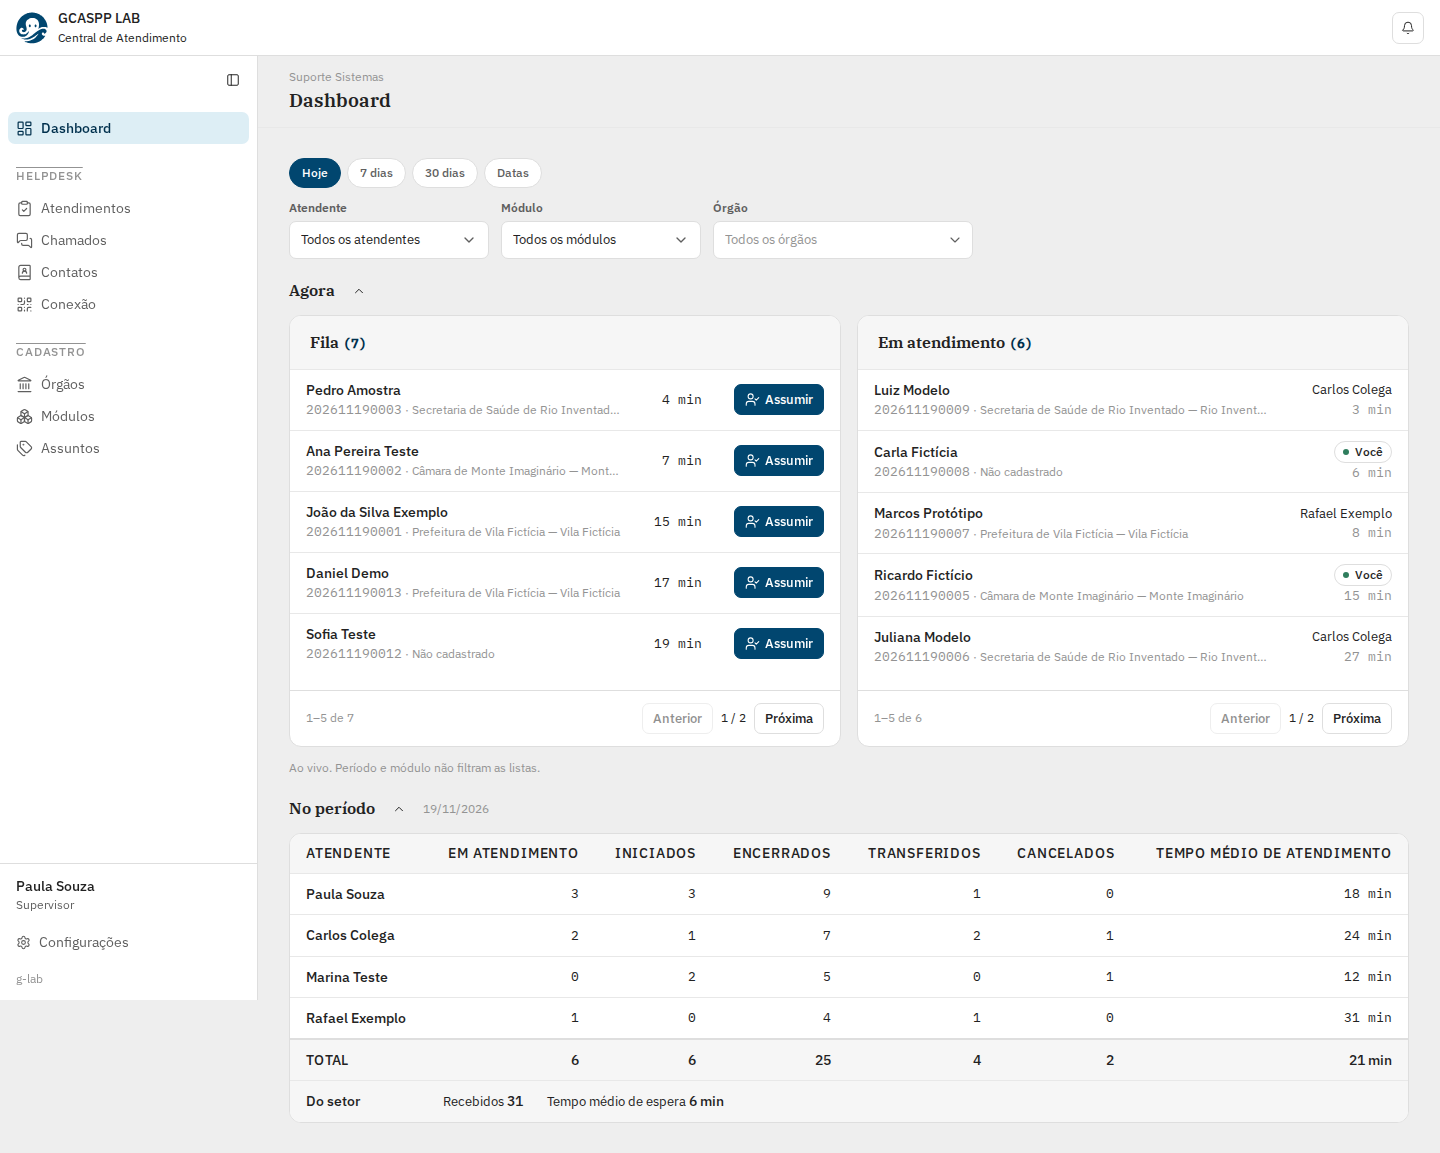 GCASPP LAB
Central de Atendimento
Dashboard
HELPDESK
Atendimentos
Chamados
Contatos
Conexão
CADASTRO
Órgãos
Módulos
Assuntos
Paula Souza
Supervisor
Configurações
g-lab
Suporte Sistemas
Dashboard
Hoje 7 dias 30 dias Datas
Atendente Módulo Órgão
Todos os atendentes Todos os módulos Todos os órgãos
Agora
Fila (7)
Pedro Amostra
202611190003 · Secretaria de Saúde de Rio Inventad... 4 min Assumir
Ana Pereira Teste
202611190002 · Câmara de Monte Imaginário — Mont... 7 min Assumir
João da Silva Exemplo
202611190001 · Prefeitura de Vila Fictícia — Vila Fictícia 15 min Assumir
Daniel Demo
202611190013 · Prefeitura de Vila Fictícia — Vila Fictícia 17 min Assumir
Sofia Teste
202611190012 · Não cadastrado 19 min Assumir
1–5 de 7 Anterior 1 / 2 Próxima
Em atendimento (6)
Luiz Modelo Carlos Colega
202611190009 · Secretaria de Saúde de Rio Inventado — Rio Invent... 3 min
Carla Fictícia Você
202611190008 · Não cadastrado 6 min
Marcos Protótipo Rafael Exemplo
202611190007 · Prefeitura de Vila Fictícia — Vila Fictícia 8 min
Ricardo Fictício Você
202611190005 · Câmara de Monte Imaginário — Monte Imaginário 15 min
Juliana Modelo Carlos Colega
202611190006 · Secretaria de Saúde de Rio Inventado — Rio Invent... 27 min
1–5 de 6 Anterior 1 / 2 Próxima
Ao vivo. Período e módulo não filtram as listas.
No período 19/11/2026
ATENDENTE EM ATENDIMENTO INICIADOS ENCERRADOS TRANSFERIDOS CANCELADOS TEMPO MÉDIO DE ATENDIMENTO
Paula Souza 3 3 9 1 0 18 min
Carlos Colega 2 1 7 2 1 24 min
Marina Teste 0 2 5 0 1 12 min
Rafael Exemplo 1 0 4 1 0 31 min
TOTAL 6 6 25 4 2 21 min
Do setor Recebidos 31 Tempo médio de espera 6 min